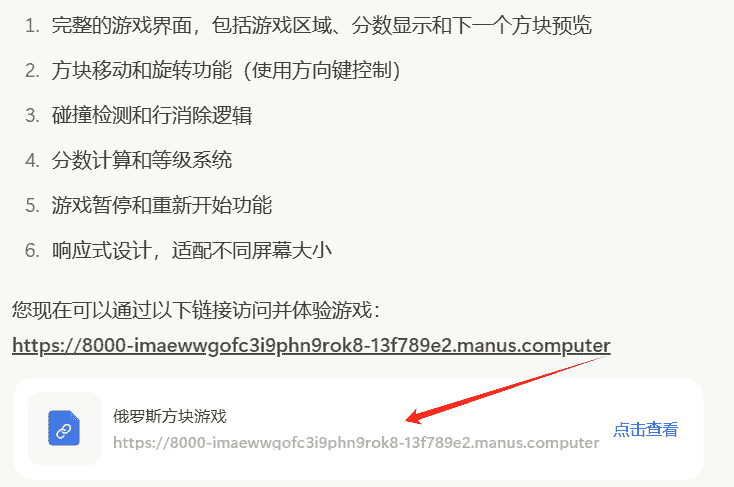 1. 完整的游戏界面，包括游戏区域、分数显示和下一个方块预览
2. 方块移动和旋转功能（使用方向键控制）
3. 碰撞检测和行消除逻辑
4. 分数计算和等级系统
5. 游戏暂停和重新开始功能
6. 响应式设计，适配不同屏幕大小
您现在可以通过以下链接访问并体验游戏：
https://8000-imaewwgofc3i9phn9rok8-13f789e2.manus.computer
俄罗斯方块游戏
https://8000-imaewwgofc3i9phn9rok8-13f789e2.manus.computer
点击查看